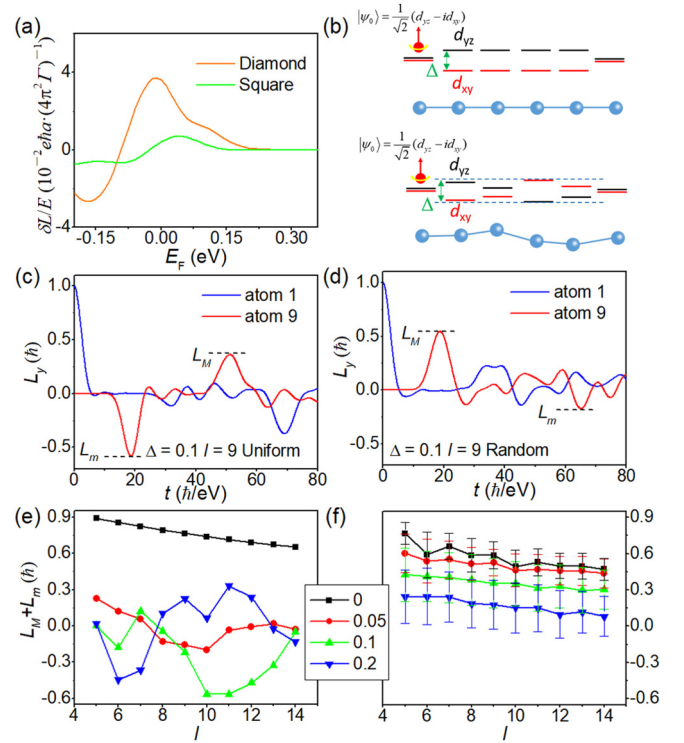 (a)
δL/E (10⁻² eħa·(4π²Γ)⁻¹)
4
0
-4
-0.15 0.00 0.15 0.30
E_F (eV)
Diamond
Square
(b)
|ψ₀⟩ = 1/√2 (d_yz − id_xy)
d_yz
Δ
d_xy
|ψ₀⟩ = 1/√2 (d_yz − id_xy)
d_yz
Δ
d_xy
(c)
L_y (ħ)
1.0
0.5
0.0
-0.5
0 20 40 60 80
t (ħ/eV)
atom 1
atom 9
L_M
L_m
Δ = 0.1 l = 9 Uniform
(d)
L_y (ħ)
1.0
0.5
0.0
-0.5
0 20 40 60 80
t (ħ/eV)
atom 1
atom 9
L_M
L_m
Δ = 0.1 l = 9 Random
(e)
L_M+L_m (ħ)
0.9
0.6
0.3
0.0
-0.3
-0.6
4 6 8 10 12 14
l
0
0.05
0.1
0.2
(f)
0.9
0.6
0.3
0.0
-0.3
-0.6
4 6 8 10 12 14
l